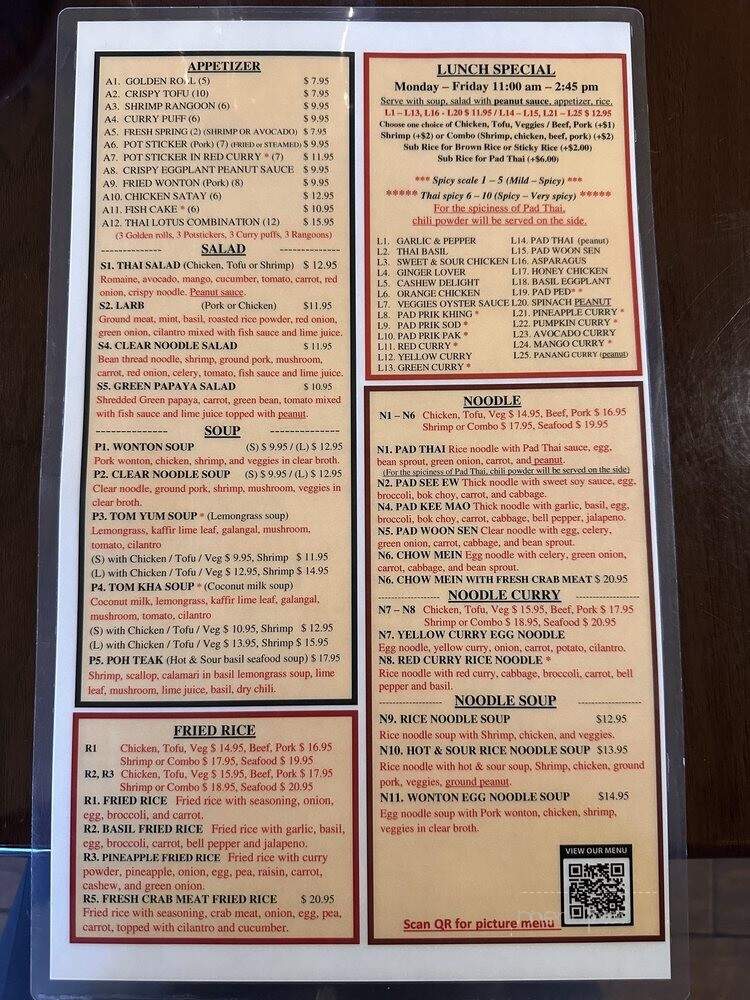 APPETIZER
A1. GOLDEN ROLL (5) $ 7.95
A2. CRISPY TOFU (10) $ 7.95
A3. SHRIMP RANGOON (6) $ 9.95
A4. CURRY PUFF (6) $ 9.95
A5. FRESH SPRING (2) (SHRIMP OR AVOCADO) $ 7.95
A6. POT STICKER (Pork) (7) (FRIED or STEAMED) $ 9.95
A7. POT STICKER IN RED CURRY * (7) $ 11.95
A8. CRISPY EGGPLANT PEANUT SAUCE $ 9.95
A9. FRIED WONTON (Pork) (8) $ 9.95
A10. CHICKEN SATAY (6) $ 12.95
A11. FISH CAKE * (6) $ 10.95
A12. THAI LOTUS COMBINATION (12) $ 15.95
(3 Golden rolls, 3 Potstickers, 3 Curry puffs, 3 Rangoons)
--------------- SALAD ---------------
S1. THAI SALAD (Chicken, Tofu or Shrimp) $ 12.95
Romaine, avocado, mango, cucumber, tomato, carrot, red
onion, crispy noodle. Peanut sauce.
S2. LARB (Pork or Chicken) $11.95
Ground meat, mint, basil, roasted rice powder, red onion,
green onion, cilantro mixed with fish sauce and lime juice.
S4. CLEAR NOODLE SALAD $ 11.95
Bean thread noodle, shrimp, ground pork, mushroom,
carrot, red onion, celery, tomato, fish sauce and lime juice.
S5. GREEN PAPAYA SALAD $ 10.95
Shredded Green papaya, carrot, green bean, tomato mixed
with fish sauce and lime juice topped with peanut.
--------------- SOUP ---------------
P1. WONTON SOUP (S) $ 9.95 / (L) $ 12.95
Pork wonton, chicken, shrimp, and veggies in clear broth.
P2. CLEAR NOODLE SOUP (S) $ 9.95 / (L) $ 12.95
Clear noodle, ground pork, shrimp, mushroom, veggies in
clear broth.
P3. TOM YUM SOUP * (Lemongrass soup)
Lemongrass, kaffir lime leaf, galangal, mushroom,
tomato, cilantro
(S) with Chicken / Tofu / Veg $ 9.95, Shrimp $ 11.95
(L) with Chicken / Tofu / Veg $ 12.95, Shrimp $ 14.95
P4. TOM KHA SOUP * (Coconut milk soup)
Coconut milk, lemongrass, kaffir lime leaf, galangal,
mushroom, tomato, cilantro
(S) with Chicken / Tofu / Veg $ 10.95, Shrimp $ 12.95
(L) with Chicken / Tofu / Veg $ 13.95, Shrimp $ 15.95
P5. POH TEAK (Hot & Sour basil seafood soup) $ 17.95
Shrimp, scallop, calamari in basil lemongrass soup, lime
leaf, mushroom, lime juice, basil, dry chili.
FRIED RICE
R1 Chicken, Tofu, Veg $ 14.95, Beef, Pork $ 16.95
Shrimp or Combo $ 17.95, Seafood $ 19.95
R2, R3 Chicken, Tofu, Veg $ 15.95, Beef, Pork $ 17.95
Shrimp or Combo $ 18.95, Seafood $ 20.95
R1. FRIED RICE Fried rice with seasoning, onion,
egg, broccoli, and carrot.
R2. BASIL FRIED RICE Fried rice with garlic, basil,
egg, broccoli, carrot, bell pepper and jalapeno.
R3. PINEAPPLE FRIED RICE Fried rice with curry
powder, pineapple, onion, egg, pea, raisin, carrot,
cashew, and green onion.
R5. FRESH CRAB MEAT FRIED RICE $ 20.95
Fried rice with seasoning, crab meat, onion, egg, pea,
carrot, topped with cilantro and cucumber.
LUNCH SPECIAL
Monday – Friday 11:00 am – 2:45 pm
Serve with soup, salad with peanut sauce, appetizer, rice.
L1 – L13, L16 - L20 $ 11.95 / L14 – L15, L21 – L25 $ 12.95
Choose one choice of Chicken, Tofu, Veggies / Beef, Pork (+$1)
Shrimp (+$2) or Combo (Shrimp, chicken, beef, pork) (+$2)
Sub Rice for Brown Rice or Sticky Rice (+$2.00)
Sub Rice for Pad Thai (+$6.00)
*** Spicy scale 1 – 5 (Mild – Spicy) ***
***** Thai spicy 6 – 10 (Spicy – Very spicy) *****
For the spiciness of Pad Thai,
chili powder will be served on the side.
L1. GARLIC & PEPPER L14. PAD THAI (peanut)
L2. THAI BASIL L15. PAD WOON SEN
L3. SWEET & SOUR CHICKEN L16. ASPARAGUS
L4. GINGER LOVER L17. HONEY CHICKEN
L5. CASHEW DELIGHT L18. BASIL EGGPLANT
L6. ORANGE CHICKEN L19. PAD PED* *
L7. VEGGIES OYSTER SAUCE L20. SPINACH PEANUT
L8. PAD PRIK KHING * L21. PINEAPPLE CURRY *
L9. PAD PRIK SOD * L22. PUMPKIN CURRY *
L10. PAD PRIK PAK * L23. AVOCADO CURRY
L11. RED CURRY * L24. MANGO CURRY *
L12. YELLOW CURRY L25. PANANG CURRY (peanut)
L13. GREEN CURRY *
NOODLE
N1 – N6 Chicken, Tofu, Veg $ 14.95, Beef, Pork $ 16.95
Shrimp or Combo $ 17.95, Seafood $ 19.95
N1. PAD THAI Rice noodle with Pad Thai sauce, egg,
bean sprout, green onion, carrot, and peanut.
(For the spiciness of Pad Thai, chili powder will be served on the side)
N2. PAD SEE EW Thick noodle with sweet soy sauce, egg,
broccoli, bok choy, carrot, and cabbage.
N4. PAD KEE MAO Thick noodle with garlic, basil, egg,
broccoli, bok choy, carrot, cabbage, bell pepper, jalapeno.
N5. PAD WOON SEN Clear noodle with egg, celery,
green onion, carrot, cabbage, and bean sprout.
N6. CHOW MEIN Egg noodle with celery, green onion,
carrot, cabbage, and bean sprout.
N6. CHOW MEIN WITH FRESH CRAB MEAT $ 20.95
--------------- NOODLE CURRY ---------------
N7 – N8 Chicken, Tofu, Veg $ 15.95, Beef, Pork $ 17.95
Shrimp or Combo $ 18.95, Seafood $ 20.95
N7. YELLOW CURRY EGG NOODLE
Egg noodle, yellow curry, onion, carrot, potato, cilantro.
N8. RED CURRY RICE NOODLE *
Rice noodle with red curry, cabbage, broccoli, carrot, bell
pepper and basil.
--------------- NOODLE SOUP ---------------
N9. RICE NOODLE SOUP $12.95
Rice noodle soup with Shrimp, chicken, and veggies.
N10. HOT & SOUR RICE NOODLE SOUP $13.95
Rice noodle with hot & sour soup, Shrimp, chicken, ground
pork, veggies, ground peanut.
N11. WONTON EGG NOODLE SOUP $14.95
Egg noodle soup with Pork wonton, chicken, shrimp,
veggies in clear broth.
VIEW OUR MENU
Scan QR for picture menu